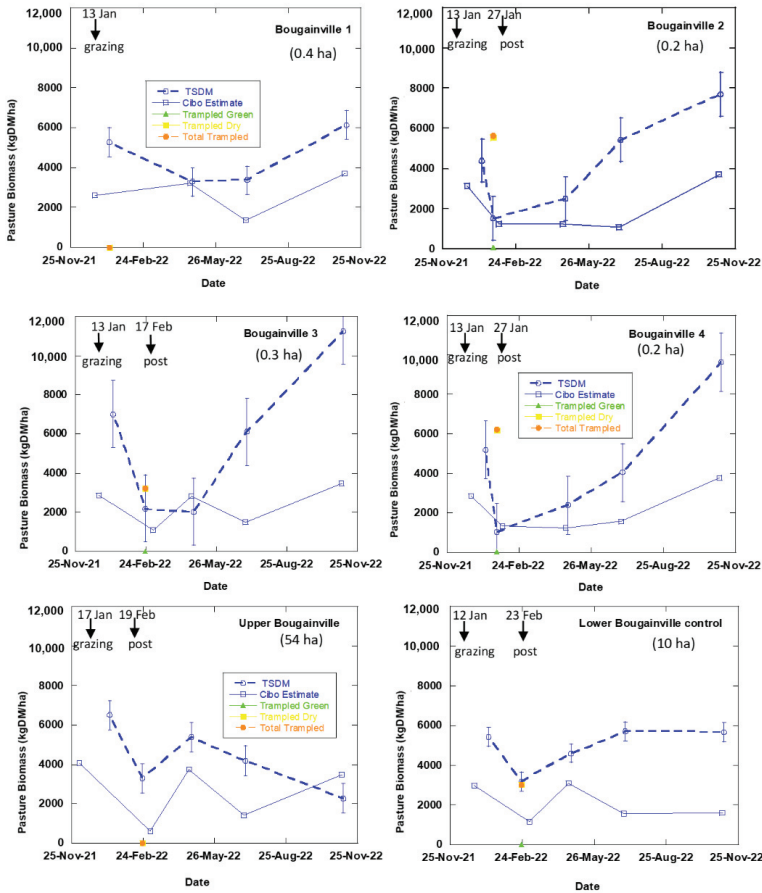 13 Jan
grazing
Bougainville 1
(0.4 ha)
TSDM
Cibo Estimate
Trampled Green
Trampled Dry
Total Trampled
Pasture Biomass (kgDM/ha)
12,000
10,000
8000
6000
4000
2000
0
25-Nov-21 24-Feb-22 26-May-22 25-Aug-22 25-Nov-22
Date
13 Jan 27 Jan
grazing post
Bougainville 2
(0.2 ha)
Pasture Biomass (kgDM/ha)
12,000
10,000
8000
6000
4000
2000
0
25-Nov-21 24-Feb-22 26-May-22 25-Aug-22 25-Nov-22
Date
13 Jan 17 Feb
grazing post
Bougainville 3
(0.3 ha)
Pasture Biomass (kgDM/ha)
12,000
10,000
8000
6000
4000
2000
0
25-Nov-21 24-Feb-22 26-May-22 25-Aug-22 25-Nov-22
Date
13 Jan 27 Jan
grazing post
Bougainville 4
(0.2 ha)
TSDM
Cibo Estimate
Trampled Green
Trampled Dry
Total Trampled
Pasture Biomass (kgDM/ha)
12,000
10,000
8000
6000
4000
2000
0
25-Nov-21 24-Feb-22 26-May-22 25-Aug-22 25-Nov-22
Date
17 Jan 19 Feb
grazing post
Upper Bougainville
(54 ha)
TSDM
Cibo Estimate
Trampled Green
Trampled Dry
Total Trampled
Pasture Biomass (kgDM/ha)
12,000
10,000
8000
6000
4000
2000
0
25-Nov-21 24-Feb-22 26-May-22 25-Aug-22 25-Nov-22
Date
12 Jan 23 Feb
grazing post
Lower Bougainville control
(10 ha)
Pasture Biomass (kgDM/ha)
12,000
10,000
8000
6000
4000
2000
0
25-Nov-21 24-Feb-22 26-May-22 25-Aug-22 25-Nov-22
Date